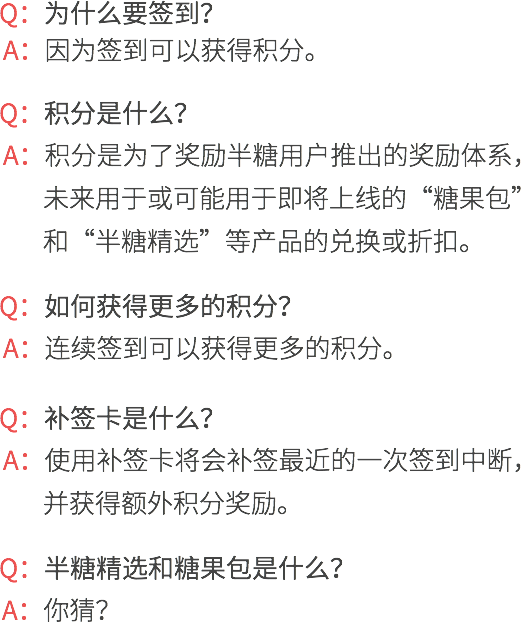 Q：为什么要签到？
A：因为签到可以获得积分。
Q：积分是什么？
A：积分是为了奖励半糖用户推出的奖励体系，
未来用于或可能用于即将上线的“糖果包”
和“半糖精选”等产品的兑换或折扣。
Q：如何获得更多的积分？
A：连续签到可以获得更多的积分。
Q：补签卡是什么？
A：使用补签卡将会补签最近的一次签到中断，
并获得额外积分奖励。
Q：半糖精选和糖果包是什么？
A：你猜？